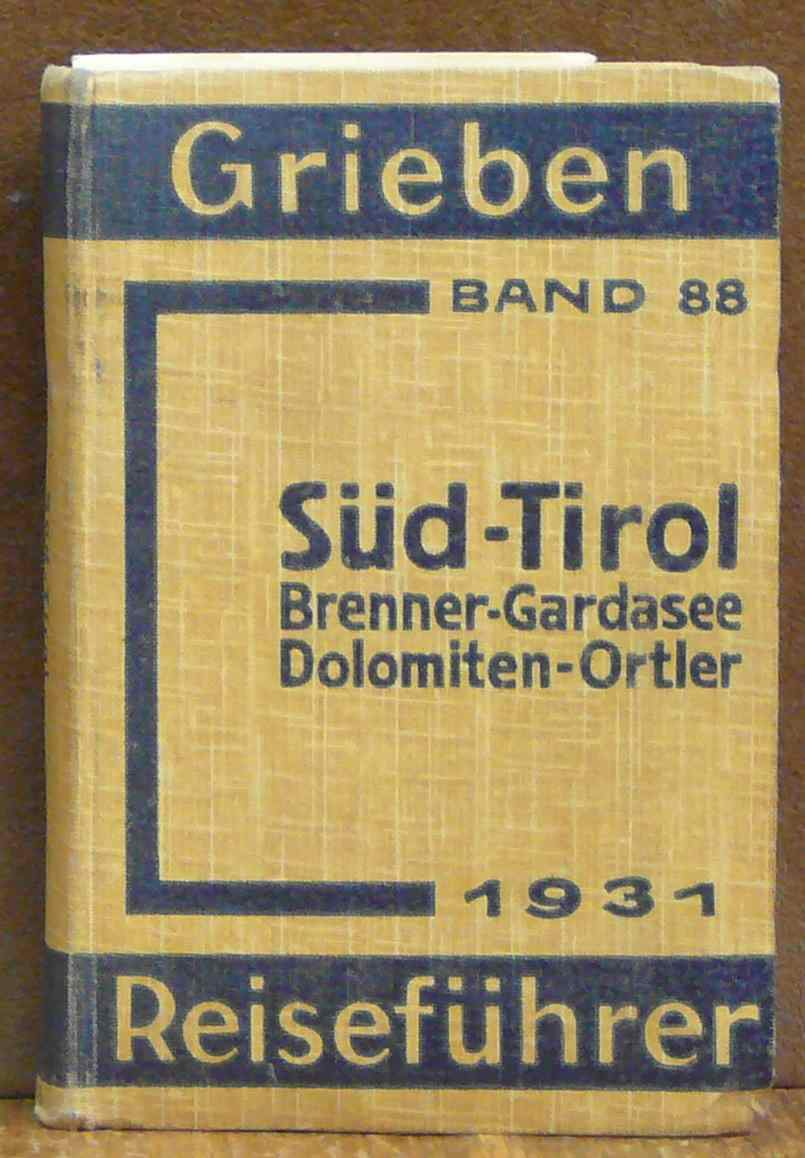 Grieben
BAND 88
Süd-Tirol
Brenner-Gardasee
Dolomiten-Ortler
1931
Reiseführer